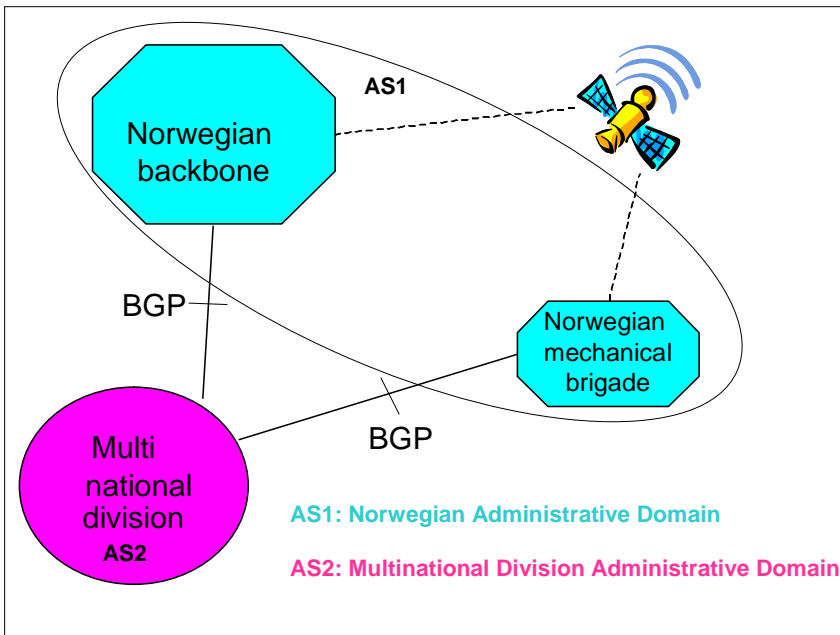 AS1
Norwegian
backbone
BGP
Norwegian
mechanical
brigade
BGP
Multi
national
division
AS2
AS1: Norwegian Administrative Domain
AS2: Multinational Division Administrative Domain